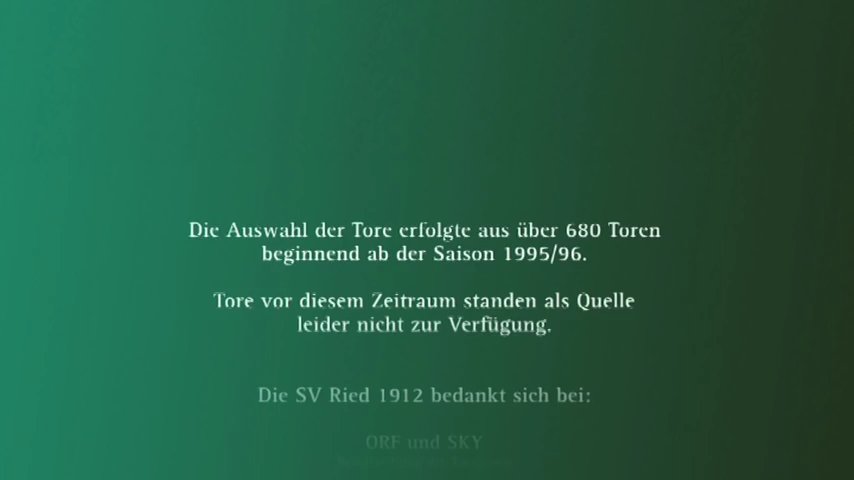 Die Auswahl der Tore erfolgte aus über 680 Toren
beginnend ab der Saison 1995/96.
Tore vor diesem Zeitraum standen als Quelle
leider nicht zur Verfügung.
Die SV Ried 1912 bedankt sich bei:
ORF und SKY